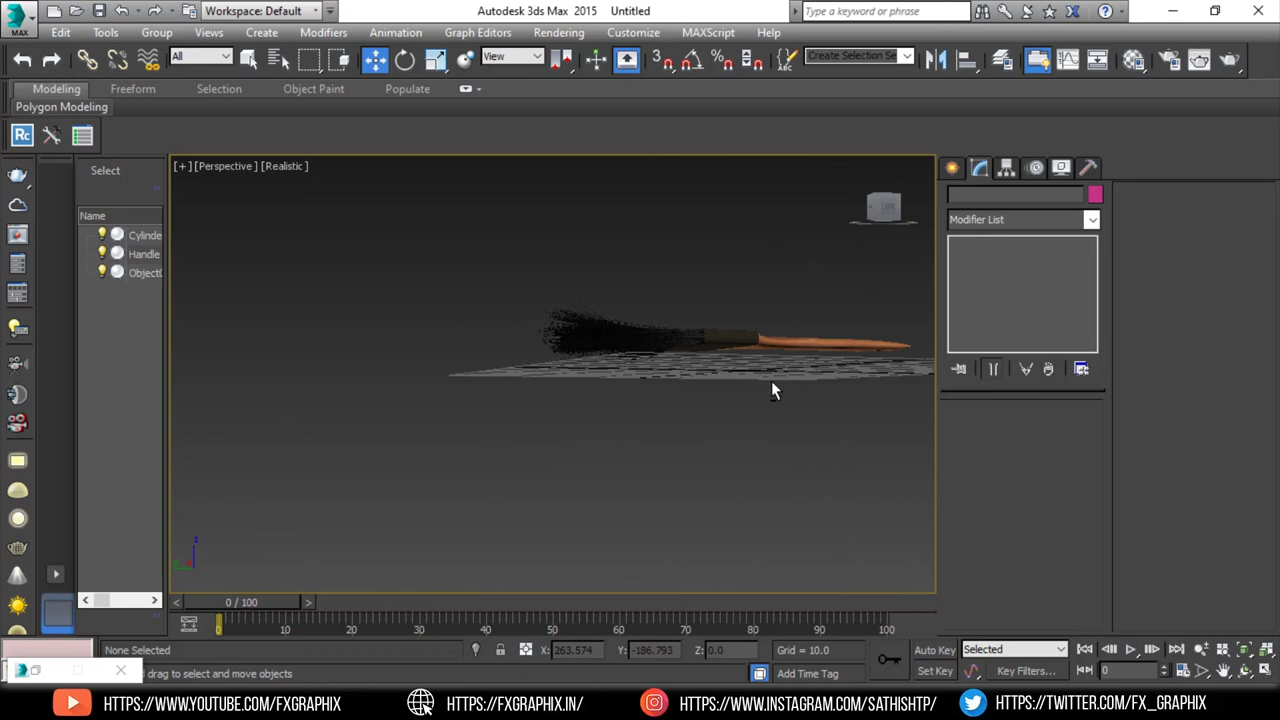 MAX
Workspace: Default
Autodesk 3ds Max 2015 Untitled
Type a keyword or phrase
Edit Tools Group Views Create Modifiers Animation Graph Editors Rendering Customize MAXScript Help
All
View
3
Create Selection Se
Modeling Freeform Selection Object Paint Populate
Polygon Modeling
Rc
[+] [Perspective] [Realistic]
Select
Name
Cylinde
Handle
ObjectC
Modifier List
z
0 / 100
0 10 20 30 40 50 60 70 80 90 100
None Selected
X: 263.574 Y: -186.793 Z: 0.0 Grid = 10.0
Auto Key Selected
drag to select and move objects
Add Time Tag
Set Key Key Filters... 0
HTTPS://WWW.YOUTUBE.COM/FXGRAPHIX HTTPS://FXGRAPHIX.IN/ HTTPS://WWW.INSTAGRAM.COM/SATHISHTP/ HTTPS://TWITTER.COM/FX_GRAPHIX